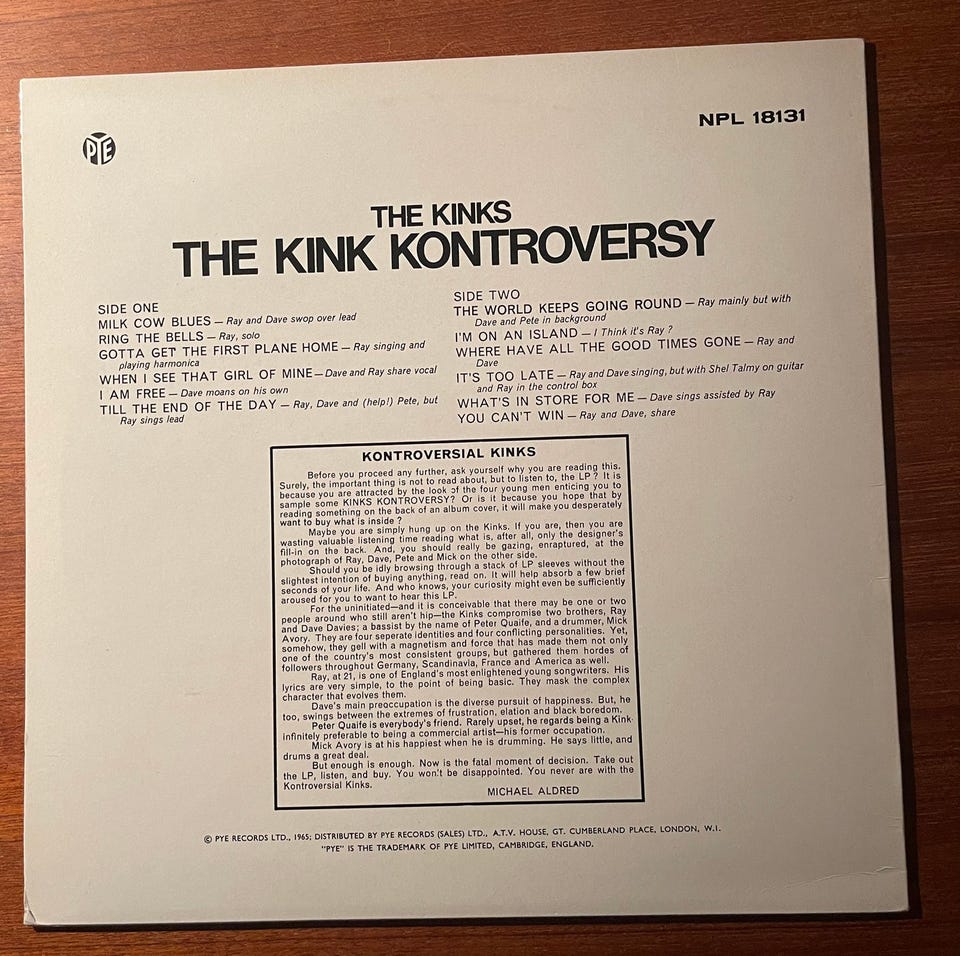 PYE
NPL 18131
THE KINKS
THE KINK KONTROVERSY
SIDE ONE
MILK COW BLUES — Ray and Dave swop over lead
RING THE BELLS — Ray, solo
GOTTA GET THE FIRST PLANE HOME — Ray singing and
playing harmonica
WHEN I SEE THAT GIRL OF MINE — Dave and Ray share vocal
I AM FREE — Dave moans on his own
TILL THE END OF THE DAY — Ray, Dave and (help!) Pete, but
Ray sings lead
SIDE TWO
THE WORLD KEEPS GOING ROUND — Ray mainly but with
Dave and Pete in background
I'M ON AN ISLAND — I Think it's Ray ?
WHERE HAVE ALL THE GOOD TIMES GONE — Ray and
Dave
IT'S TOO LATE — Ray and Dave singing, but with Shel Talmy on guitar
and Ray in the control box
WHAT'S IN STORE FOR ME — Dave sings assisted by Ray
YOU CAN'T WIN — Ray and Dave, share
KONTROVERSIAL KINKS
Before you proceed any further, ask yourself why you are reading this.
Surely, the important thing is not to read about, but to listen to, the LP ? It is
because you are attracted by the look of the four young men enticing you to
sample some KINKS KONTROVERSY? Or is it because you hope that by
reading something on the back of an album cover, it will make you desperately
want to buy what is inside ?
Maybe you are simply hung up on the Kinks. If you are, then you are
wasting valuable listening time reading what is, after all, only the designer's
fill-in on the back. And, you should really be gazing, enraptured, at the
photograph of Ray, Dave, Pete and Mick on the other side.
Should you be idly browsing through a stack of LP sleeves without the
slightest intention of buying anything, read on. It will help absorb a few brief
seconds of your life. And who knows, your curiosity might even be sufficiently
aroused for you to want to hear this LP.
For the uninitiated—and it is conceivable that there may be one or two
people around who still aren't hip—the Kinks compromise two brothers, Ray
and Dave Davies; a bassist by the name of Peter Quaife, and a drummer, Mick
Avory. They are four seperate identities and four conflicting personalities. Yet,
somehow, they gell with a magnetism and force that has made them not only
one of the country's most consistent groups, but gathered them hordes of
followers throughout Germany, Scandinavia, France and America as well.
Ray, at 21, is one of England's most enlightened young songwriters. His
lyrics are very simple, to the point of being basic. They mask the complex
character that evolves them.
Dave's main preoccupation is the diverse pursuit of happiness. But, he
too, swings between the extremes of frustration, elation and black boredom.
Peter Quaife is everybody's friend. Rarely upset, he regards being a Kink
infinitely preferable to being a commercial artist—his former occupation.
Mick Avory is at his happiest when he is drumming. He says little, and
drums a great deal.
But enough is enough. Now is the fatal moment of decision. Take out
the LP, listen, and buy. You won't be disappointed. You never are with the
Kontroversial Kinks.
MICHAEL ALDRED
© PYE RECORDS LTD., 1965; DISTRIBUTED BY PYE RECORDS (SALES) LTD., A.T.V. HOUSE, GT. CUMBERLAND PLACE, LONDON, W.I.
"PYE" IS THE TRADEMARK OF PYE LIMITED, CAMBRIDGE, ENGLAND.